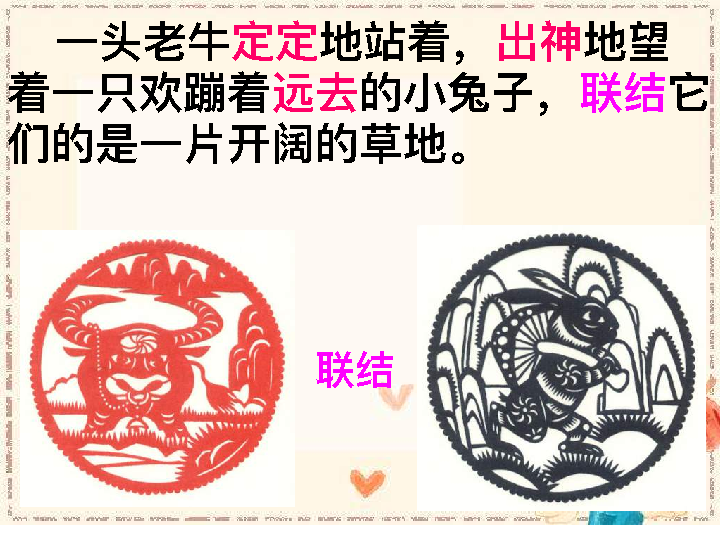 一头老牛定定地站着，出神地望
着一只欢蹦着远去的小兔子，联结它
们的是一片开阔的草地。
联结